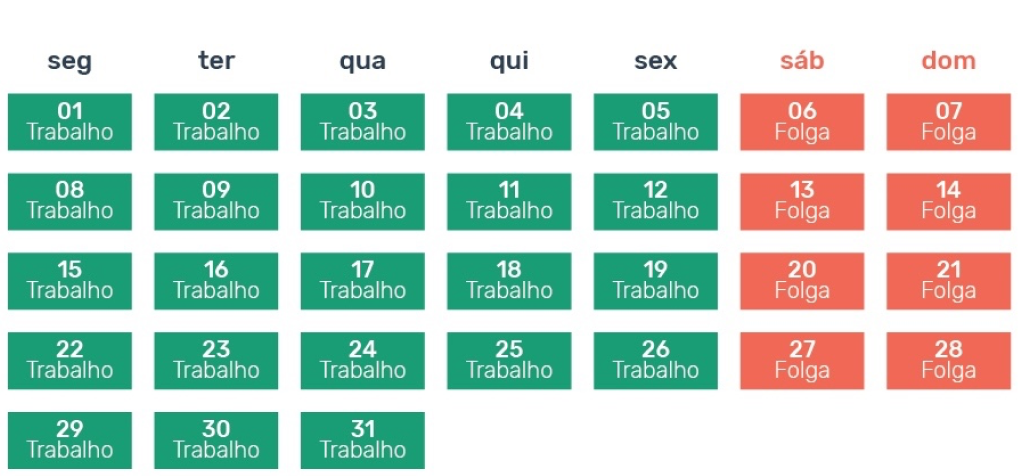 seg ter qua qui sex sáb dom
01 02 03 04 05 06 07
Trabalho Trabalho Trabalho Trabalho Trabalho Folga Folga
08 09 10 11 12 13 14
Trabalho Trabalho Trabalho Trabalho Trabalho Folga Folga
15 16 17 18 19 20 21
Trabalho Trabalho Trabalho Trabalho Trabalho Folga Folga
22 23 24 25 26 27 28
Trabalho Trabalho Trabalho Trabalho Trabalho Folga Folga
29 30 31
Trabalho Trabalho Trabalho